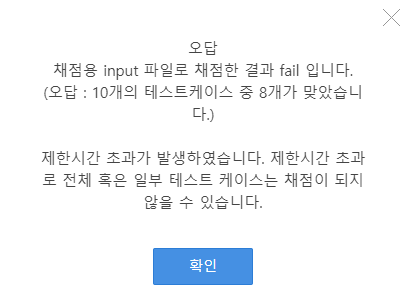 오답
채점용 input 파일로 채점한 결과 fail 입니다.
(오답 : 10개의 테스트케이스 중 8개가 맞았습니
다.)
제한시간 초과가 발생하였습니다. 제한시간 초과
로 전체 혹은 일부 테스트 케이스는 채점이 되지
않을 수 있습니다.
확인